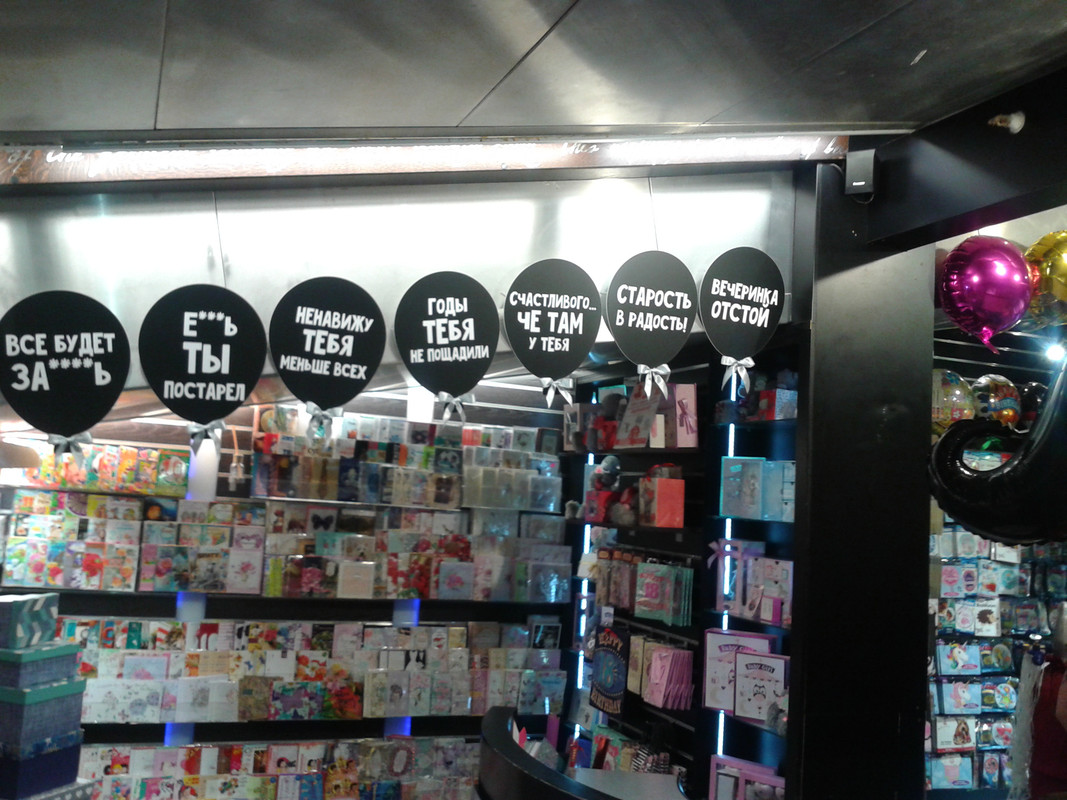 ВСЕ БУДЕТ
ЗА****Ь
Е***Ь
ТЫ
ПОСТАРЕЛ
НЕНАВИЖУ
ТЕБЯ
МЕНЬШЕ ВСЕХ
ГОДЫ
ТЕБЯ
НЕ ПОЩАДИЛИ
СЧАСТЛИВОГО...
ЧЕ ТАМ
У ТЕБЯ
СТАРОСТЬ
В РАДОСТЬ!
ВЕЧЕРИНКА
ОТСТОЙ